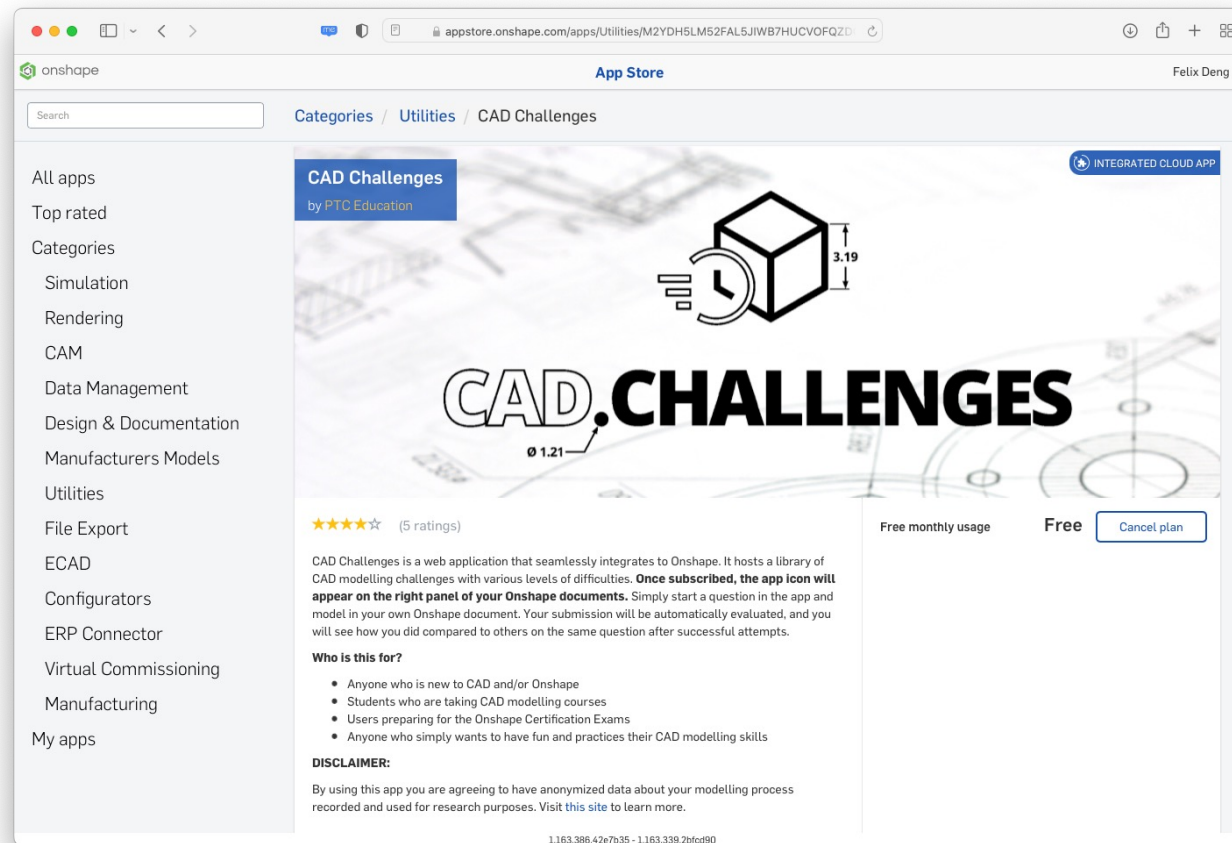 appstore.onshape.com/apps/Utilities/M2YDH5LM52FAL5JIWB7HUCVOFQZD
onshape
App Store
Felix Deng
Search
Categories / Utilities / CAD Challenges
All apps
Top rated
Categories
Simulation
Rendering
CAM
Data Management
Design & Documentation
Manufacturers Models
Utilities
File Export
ECAD
Configurators
ERP Connector
Virtual Commissioning
Manufacturing
My apps
CAD Challenges
by PTC Education
INTEGRATED CLOUD APP
3.19
CAD.CHALLENGES
Ø 1.21
(5 ratings)
Free monthly usage
Free
Cancel plan
CAD Challenges is a web application that seamlessly integrates to Onshape. It hosts a library of
CAD modelling challenges with various levels of difficulties. Once subscribed, the app icon will
appear on the right panel of your Onshape documents. Simply start a question in the app and
model in your own Onshape document. Your submission will be automatically evaluated, and you
will see how you did compared to others on the same question after successful attempts.
Who is this for?
• Anyone who is new to CAD and/or Onshape
• Students who are taking CAD modelling courses
• Users preparing for the Onshape Certification Exams
• Anyone who simply wants to have fun and practices their CAD modelling skills
DISCLAIMER:
By using this app you are agreeing to have anonymized data about your modelling process
recorded and used for research purposes. Visit this site to learn more.
1.163.386.42e7b35 - 1.163.339.2bfcd90